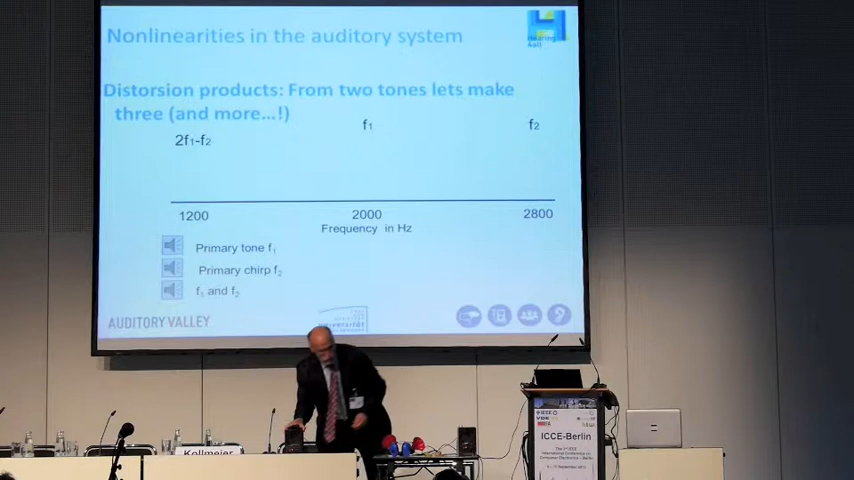 Nonlinearities in the auditory system
Distorsion products: From two tones lets make
three (and more...!)
f1
f2
2f1-f2
1200
2000
2800
Frequency in Hz
Primary tone f1
Primary chirp f2
f1 and f2
AUDITORY VALLEY
Kollmeier
IEEE
VDE
ICCE-Berlin